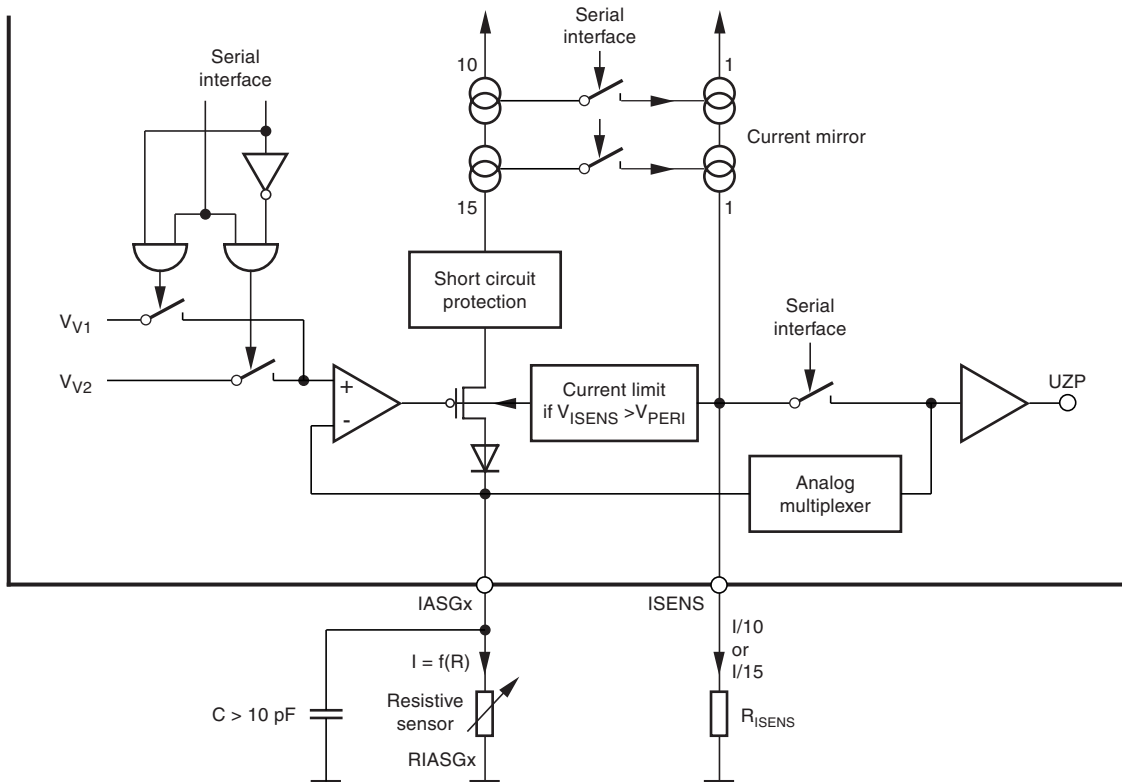 Serial
interface
10
1
Serial
interface
Current mirror
15
1
Short circuit
protection
VV1
Serial
interface
VV2
+
-
Current limit
if VISENS >VPERI
UZP
Analog
multiplexer
IASGx
ISENS
I/10
or
I/15
I = f(R)
Resistive
sensor
C > 10 pF
RISENS
RIASGx